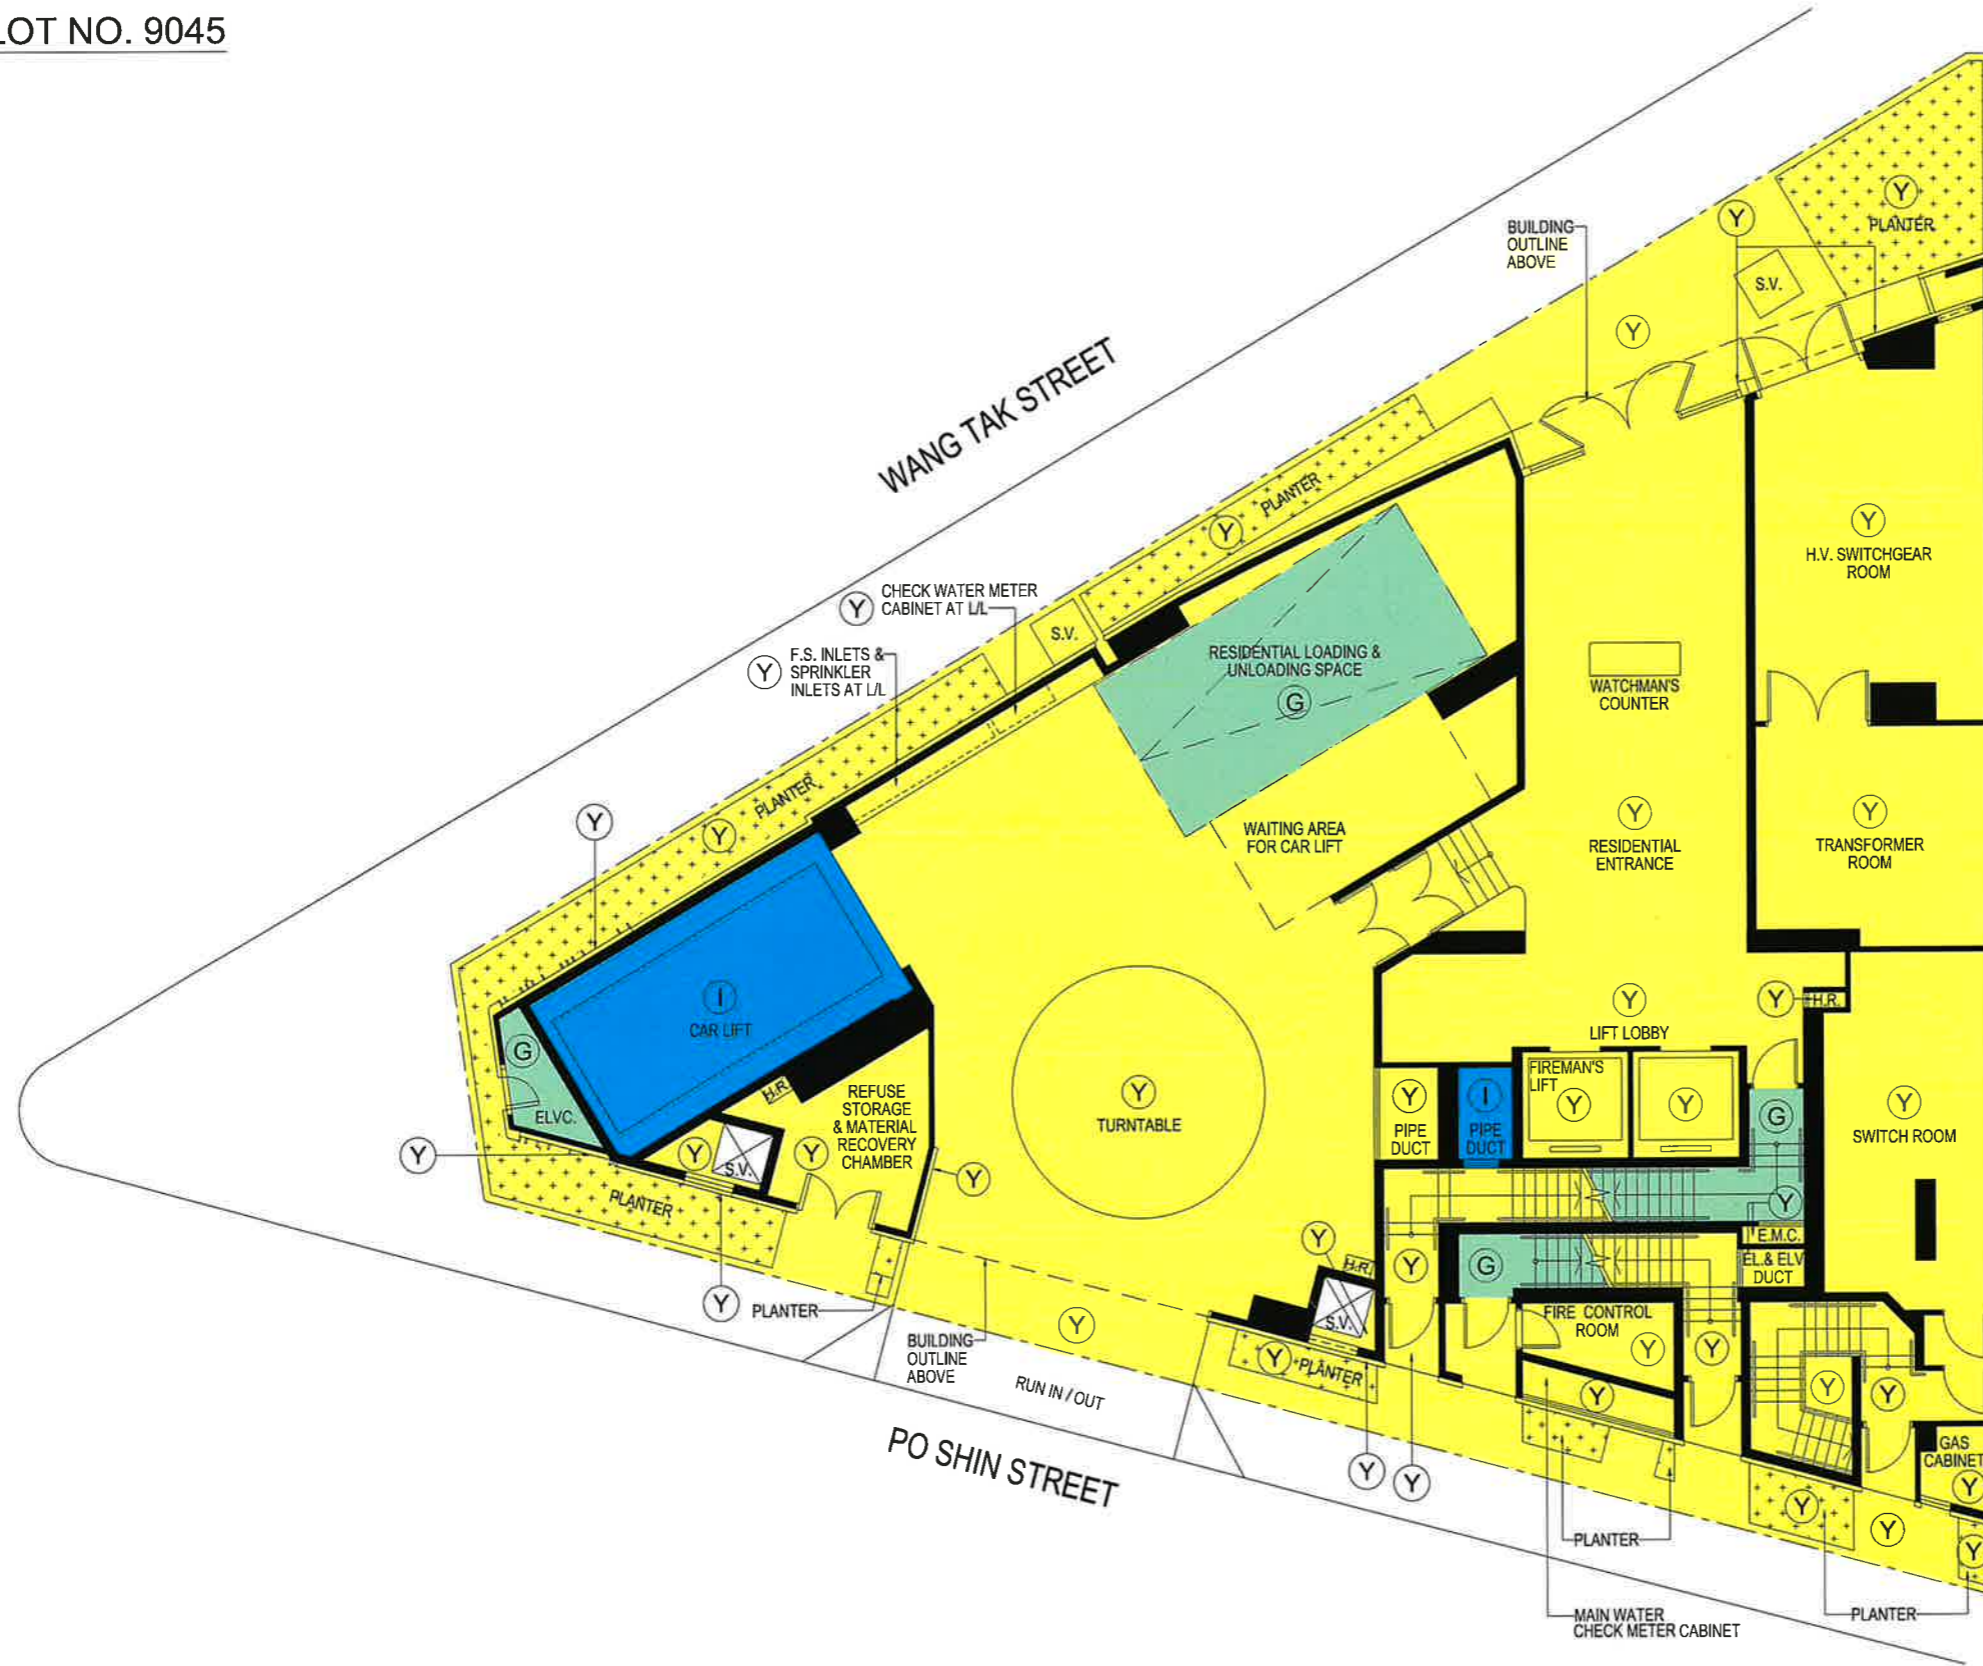 LOT NO. 9045
WANG TAK STREET
BUILDING
OUTLINE
ABOVE
Y
Y
PLANTER
S.V.
Y
Y
H.V. SWITCHGEAR
ROOM
Y
PLANTER
Y
CHECK WATER METER
CABINET AT L/L
S.V.
Y
F.S. INLETS &
SPRINKLER
INLETS AT L/L
RESIDENTIAL LOADING &
UNLOADING SPACE
G
WATCHMAN'S
COUNTER
Y
PLANTER
Y
WAITING AREA
FOR CAR LIFT
Y
RESIDENTIAL
ENTRANCE
Y
TRANSFORMER
ROOM
I
CAR LIFT
Y
LIFT LOBBY
Y
H.R.
G
ELVC.
H.R.
REFUSE
STORAGE
& MATERIAL
RECOVERY
CHAMBER
Y
Y
TURNTABLE
Y
PIPE
DUCT
I
PIPE
DUCT
FIREMAN'S
LIFT
Y
Y
G
Y
SWITCH ROOM
Y
Y
S.V.
Y
PLANTER
Y
E.M.C.
EL.& ELV
DUCT
Y
H.R.
Y
G
Y
PLANTER
BUILDING
OUTLINE
ABOVE
Y
RUN IN / OUT
S.V.
Y
PLANTER
FIRE CONTROL
ROOM
Y
Y
Y
Y
Y
PO SHIN STREET
Y
Y
GAS
CABINET
Y
Y
Y
Y
PLANTER
PLANTER
MAIN WATER
CHECK METER CABINET